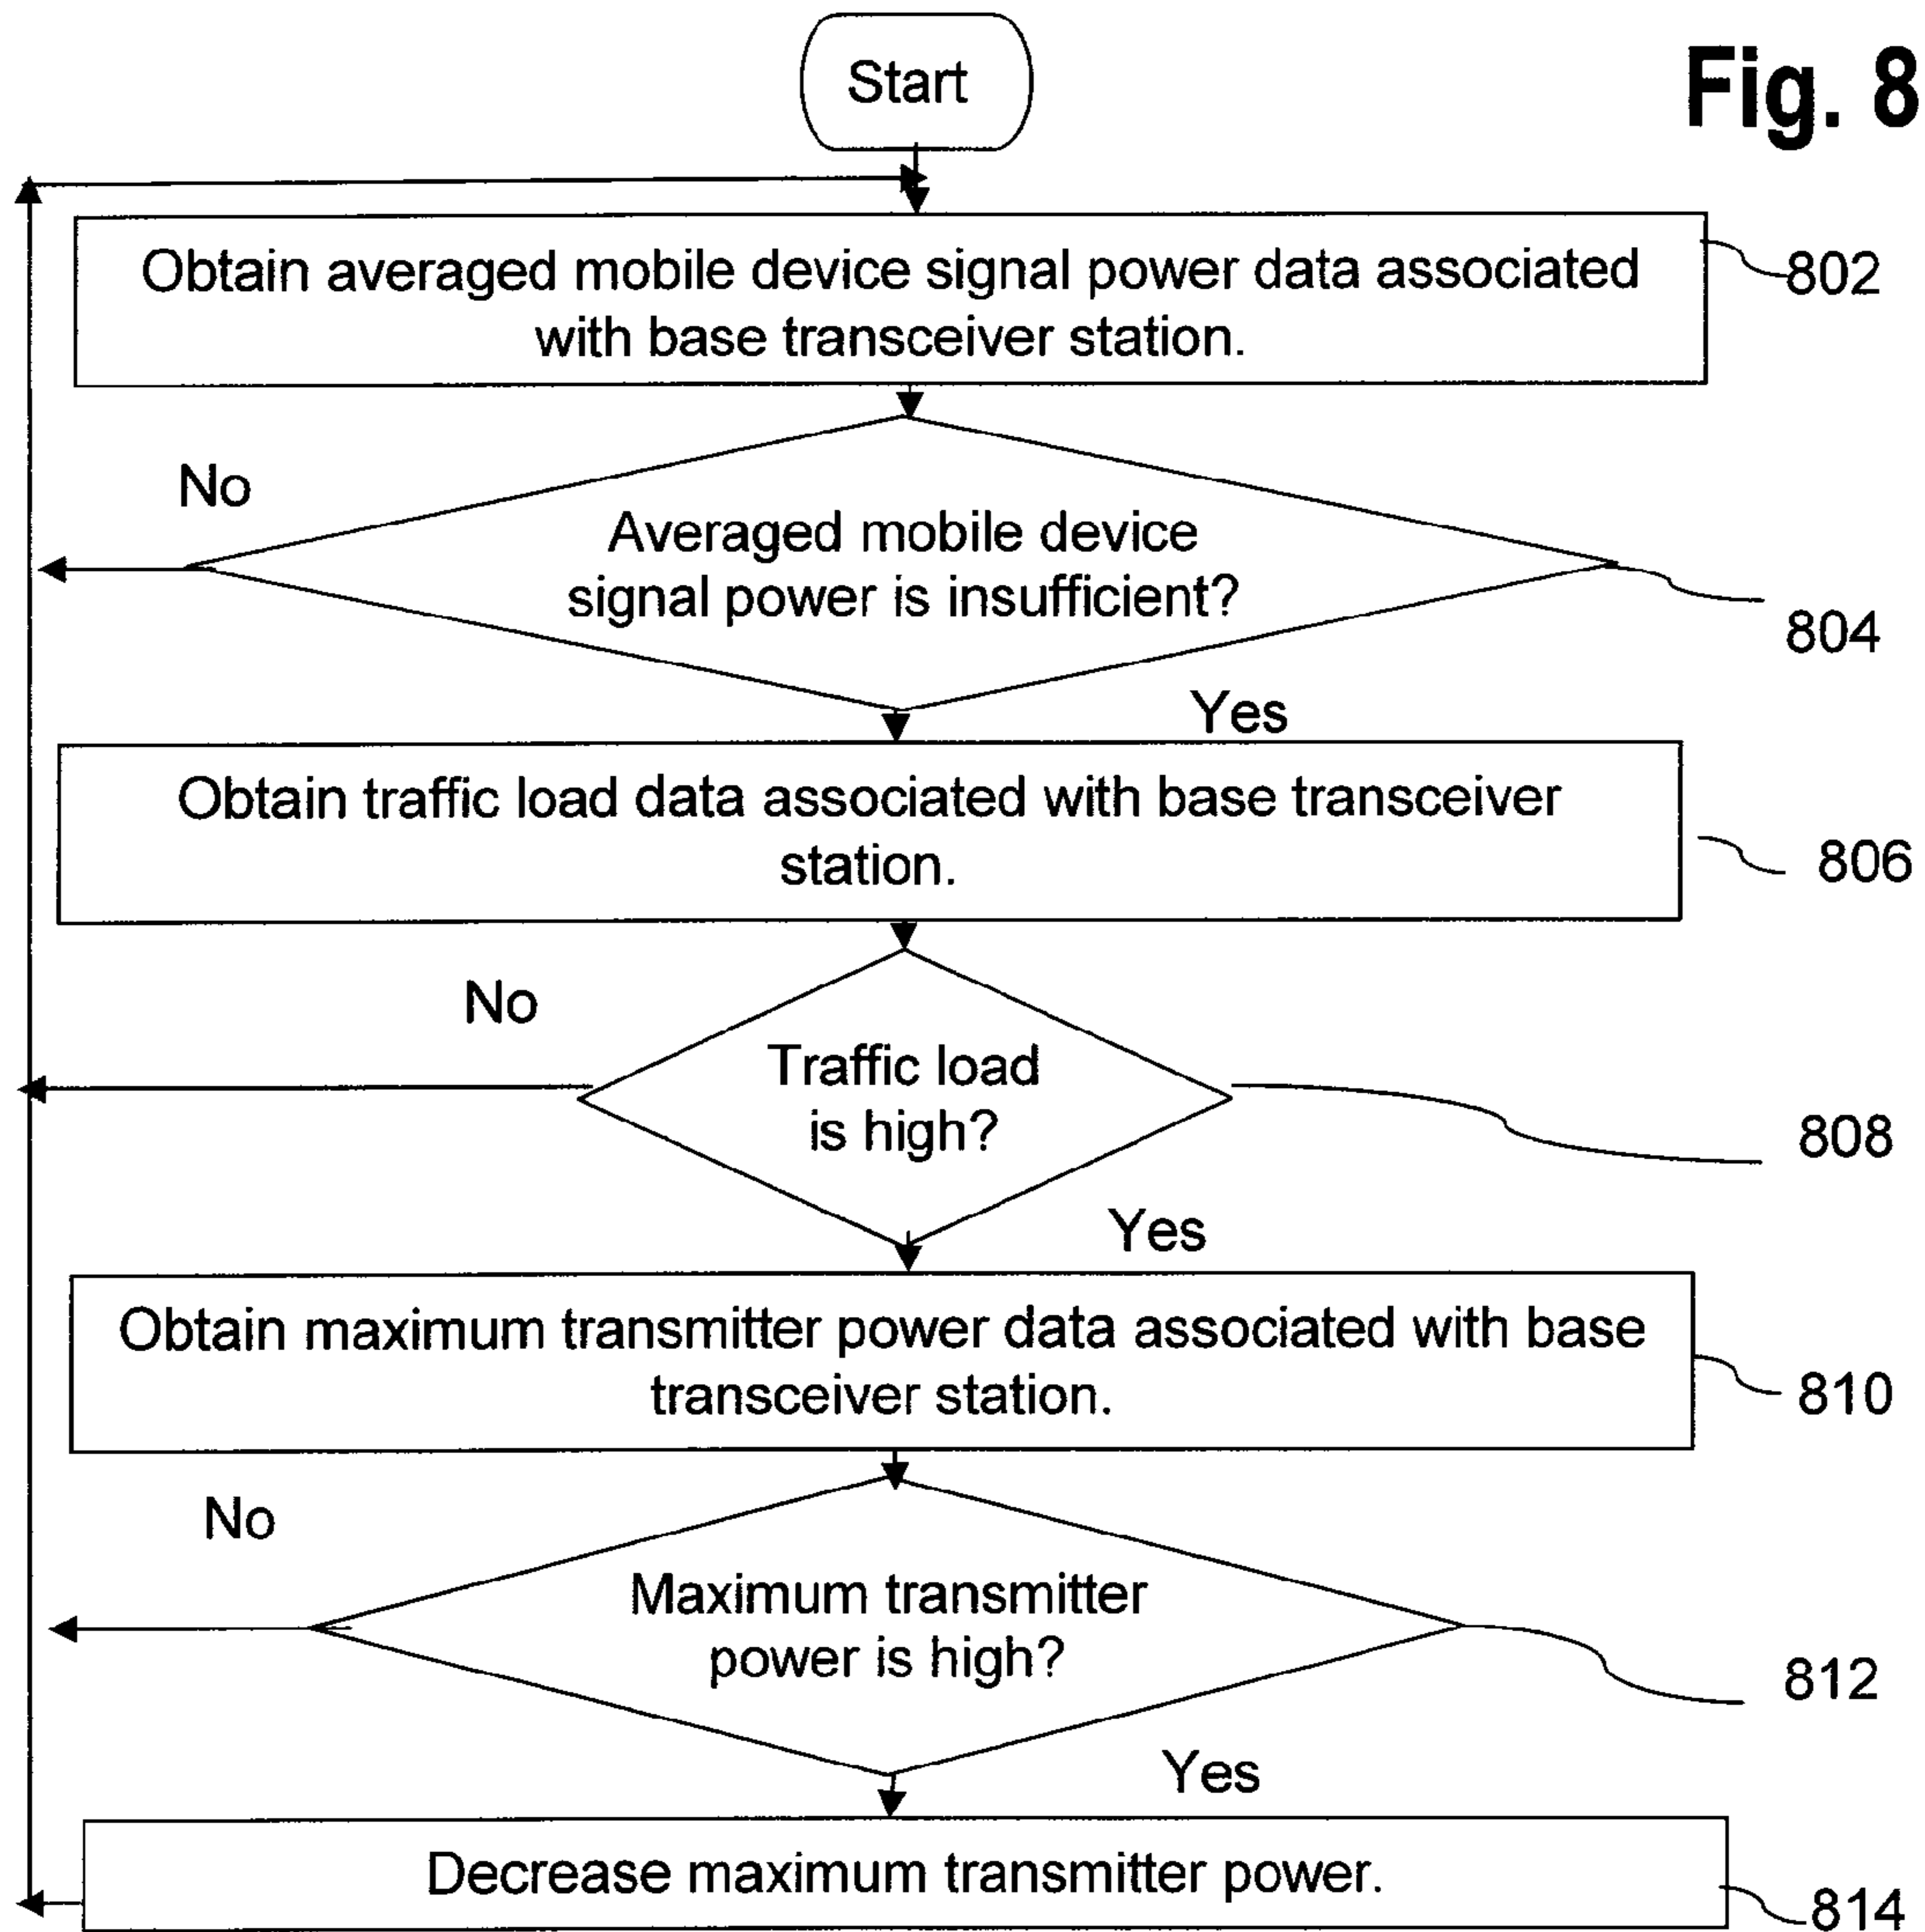 Start
Fig. 8
Obtain averaged mobile device signal power data associated
with base transceiver station.
802
No
Averaged mobile device
signal power is insufficient?
804
Yes
Obtain traffic load data associated with base transceiver
station.
806
No
Traffic load
is high?
808
Yes
Obtain maximum transmitter power data associated with base
transceiver station.
810
No
Maximum transmitter
power is high?
812
Yes
Decrease maximum transmitter power.
814